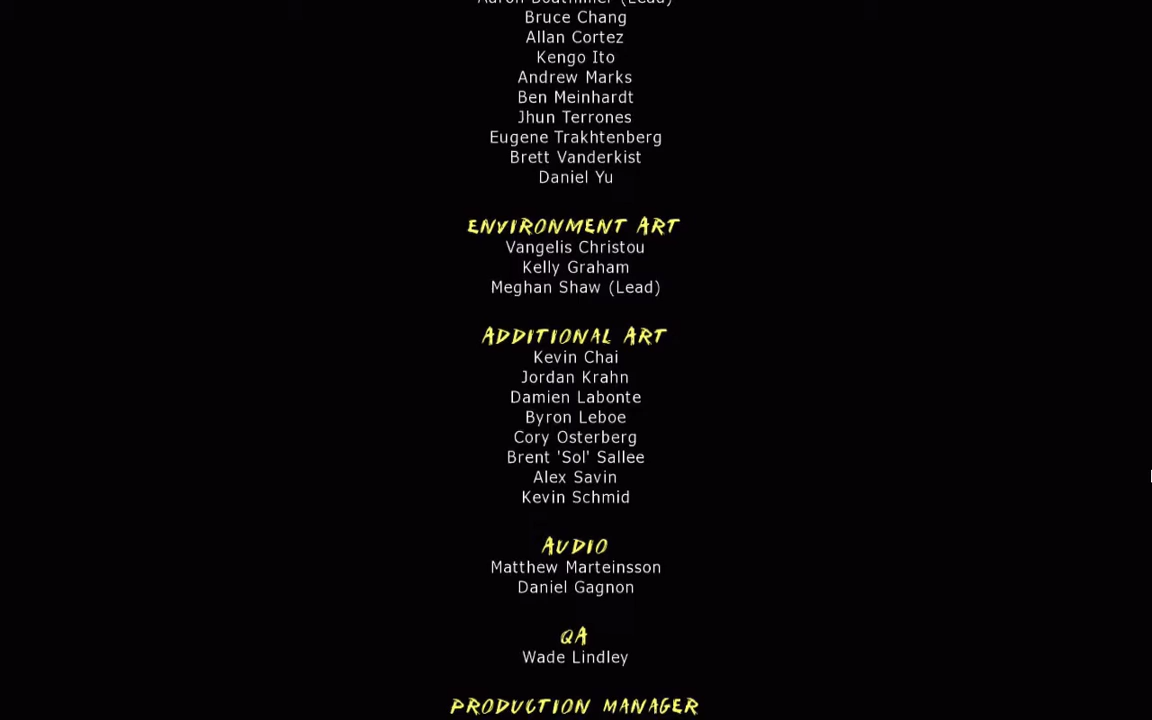 Bruce Chang
Allan Cortez
Kengo Ito
Andrew Marks
Ben Meinhardt
Jhun Terrones
Eugene Trakhtenberg
Brett Vanderkist
Daniel Yu
ENVIRONMENT ART
Vangelis Christou
Kelly Graham
Meghan Shaw (Lead)
ADDITIONAL ART
Kevin Chai
Jordan Krahn
Damien Labonte
Byron Leboe
Cory Osterberg
Brent 'Sol' Sallee
Alex Savin
Kevin Schmid
AUDIO
Matthew Marteinsson
Daniel Gagnon
QA
Wade Lindley
PRODUCTION MANAGER